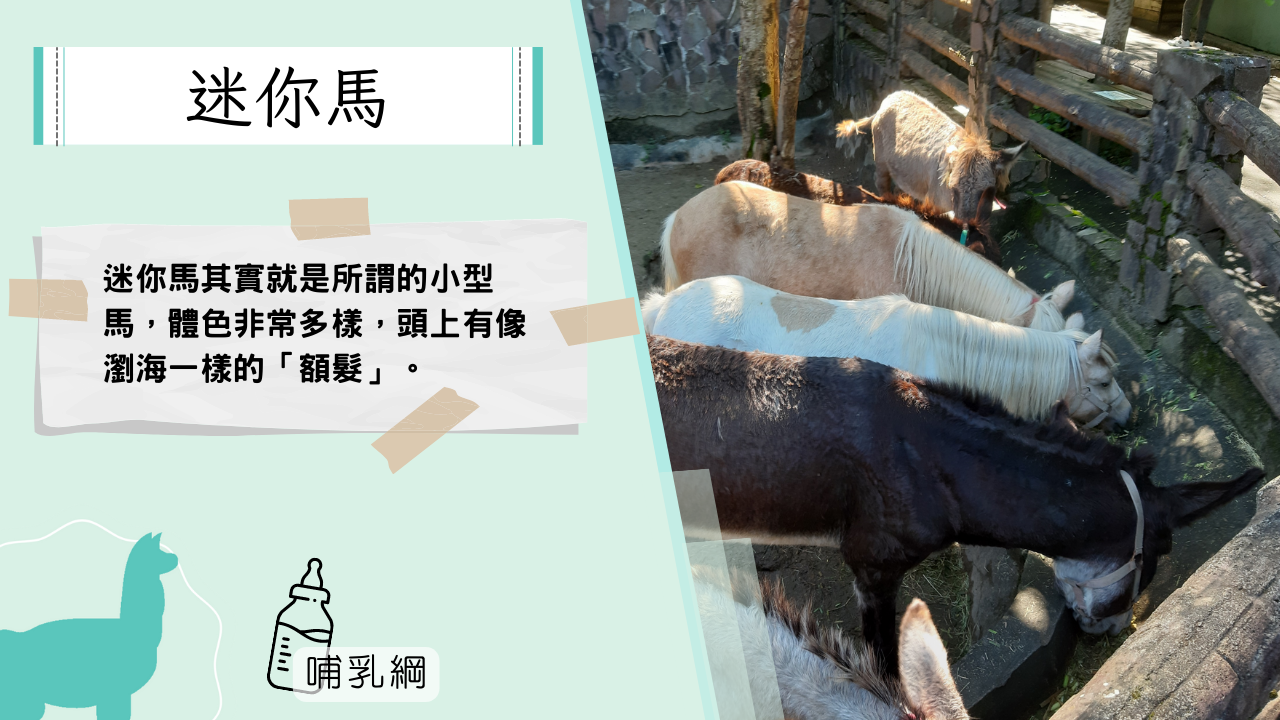 迷你馬
迷你馬其實就是所謂的小型
馬，體色非常多樣，頭上有像
瀏海一樣的「額髮」。
哺乳綱